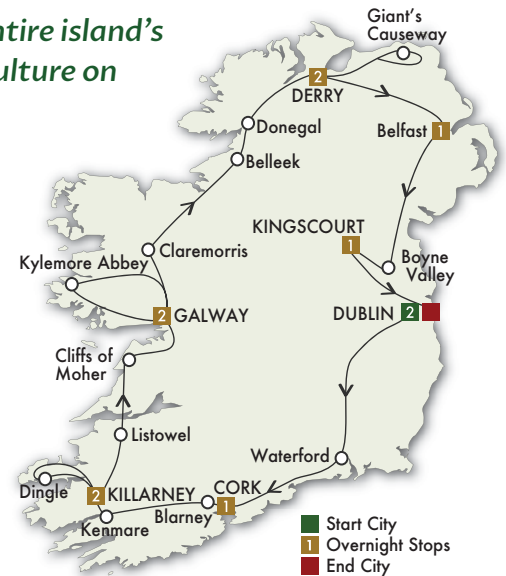 ntire island's
ulture on
Giant's
Causeway
2
DERRY
Donegal
Belfast 1
Belleek
KINGSCOURT
1
Claremorris
Boyne
Valley
Kylemore Abbey
2 GALWAY
DUBLIN 2
Cliffs of
Moher
Listowel
Waterford
Dingle
2 KILLARNEY
CORK
1
Blarney
Kenmare
Start City
1 Overnight Stops
End City